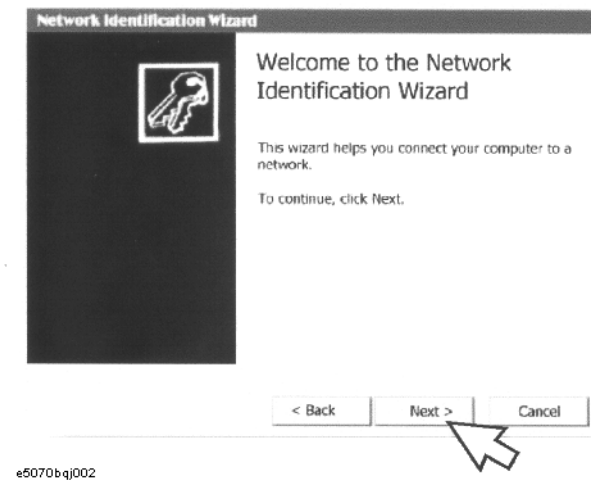 Network Identification Wizard
Welcome to the Network
Identification Wizard
This wizard helps you connect your computer to a
network.
To continue, click Next.
< Back
Next >
Cancel
e5070bqj002